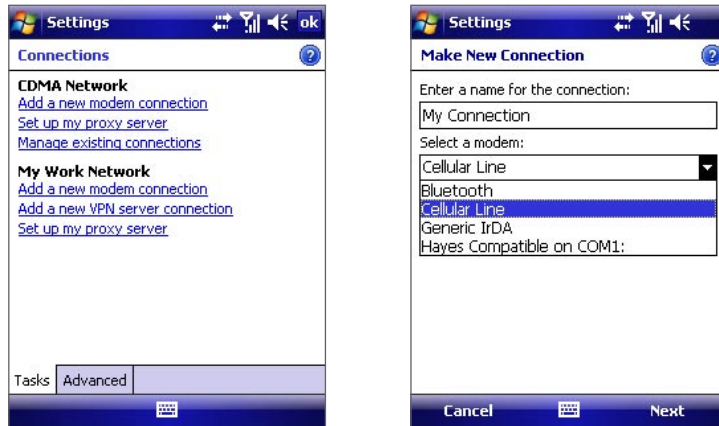 Settings
ok
Connections
?
CDMA Network
Add a new modem connection
Set up my proxy server
Manage existing connections
My Work Network
Add a new modem connection
Add a new VPN server connection
Set up my proxy server
Tasks
Advanced
Settings
Make New Connection
?
Enter a name for the connection:
My Connection
Select a modem:
Cellular Line
Bluetooth
Cellular Line
Generic IrDA
Hayes Compatible on COM1:
Cancel
Next